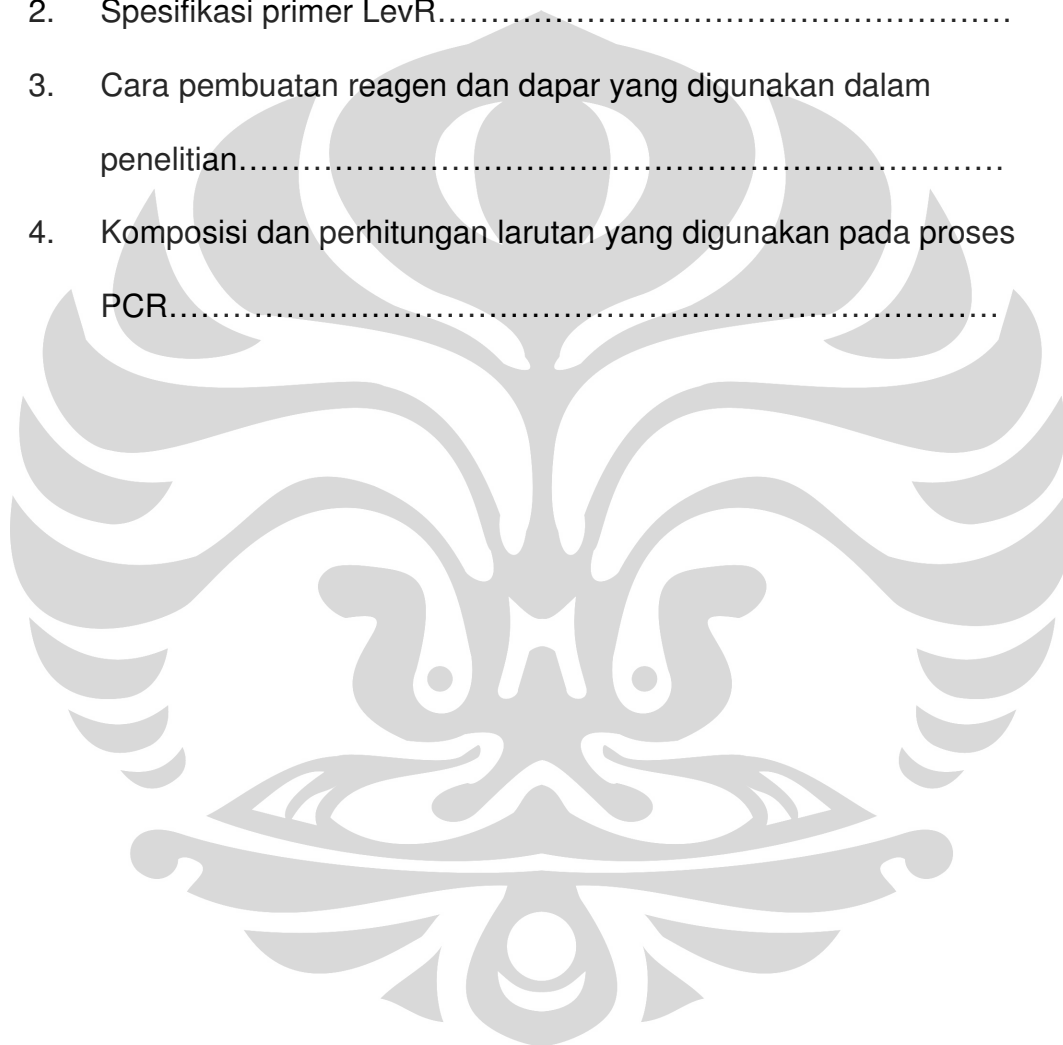 2. Spesifikasi primer LevR………………………………………………
3. Cara pembuatan reagen dan dapar yang digunakan dalam
penelitian………………………………………………………………
4. Komposisi dan perhitungan larutan yang digunakan pada proses
PCR……………………………………………………………………